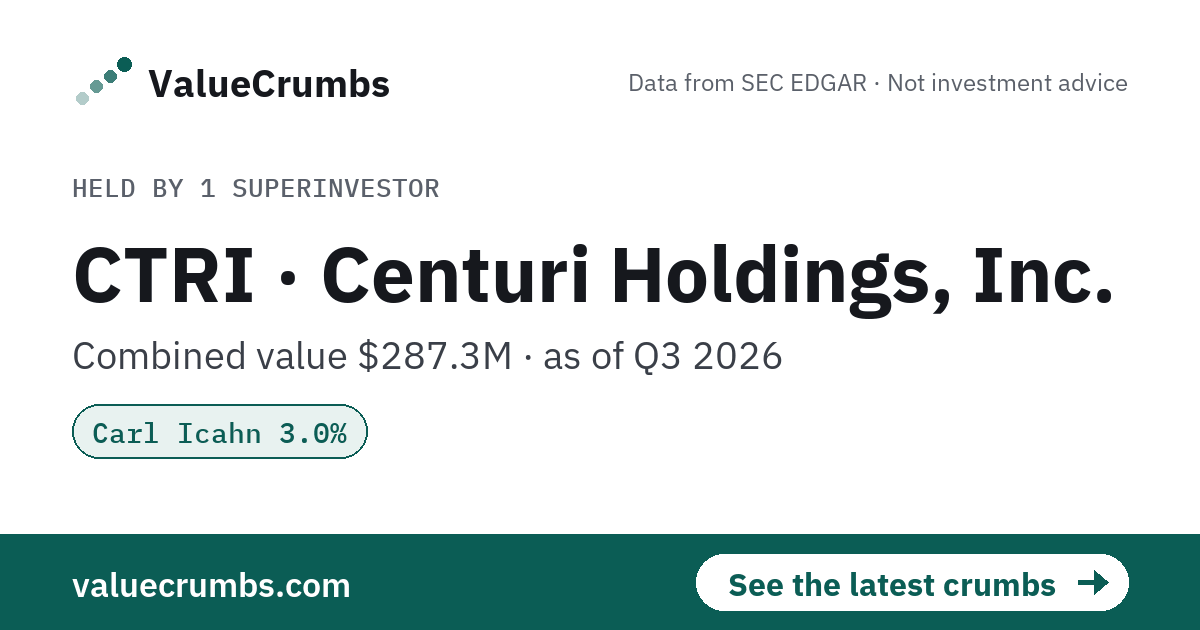 ValueCrumbs
Data from SEC EDGAR · Not investment advice
HELD BY 1 SUPERINVESTOR
CTRI · Centuri Holdings, Inc.
Combined value $287.3M · as of Q3 2026
Carl Icahn 3.0%
valuecrumbs.com
See the latest crumbs